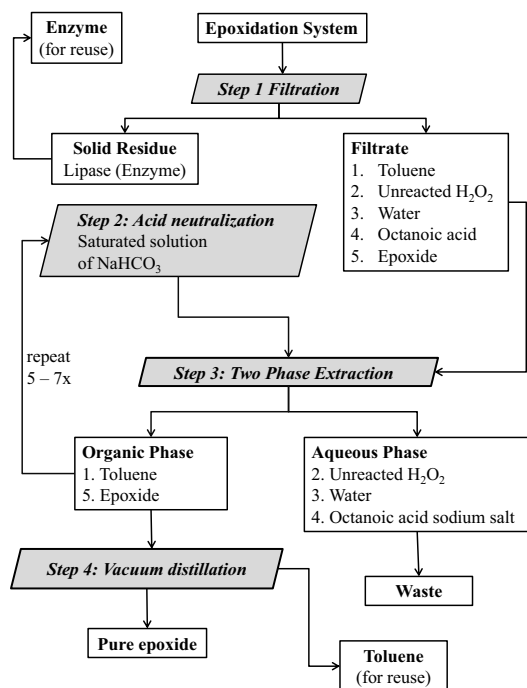 Enzyme
(for reuse)
Epoxidation System
Step 1 Filtration
Solid Residue
Lipase (Enzyme)
Filtrate
1. Toluene
2. Unreacted H₂O₂
3. Water
4. Octanoic acid
5. Epoxide
Step 2: Acid neutralization
Saturated solution
of NaHCO₃
repeat
5 – 7x
Step 3: Two Phase Extraction
Organic Phase
1. Toluene
5. Epoxide
Aqueous Phase
2. Unreacted H₂O₂
3. Water
4. Octanoic acid sodium salt
Step 4: Vacuum distillation
Waste
Pure epoxide
Toluene
(for reuse)